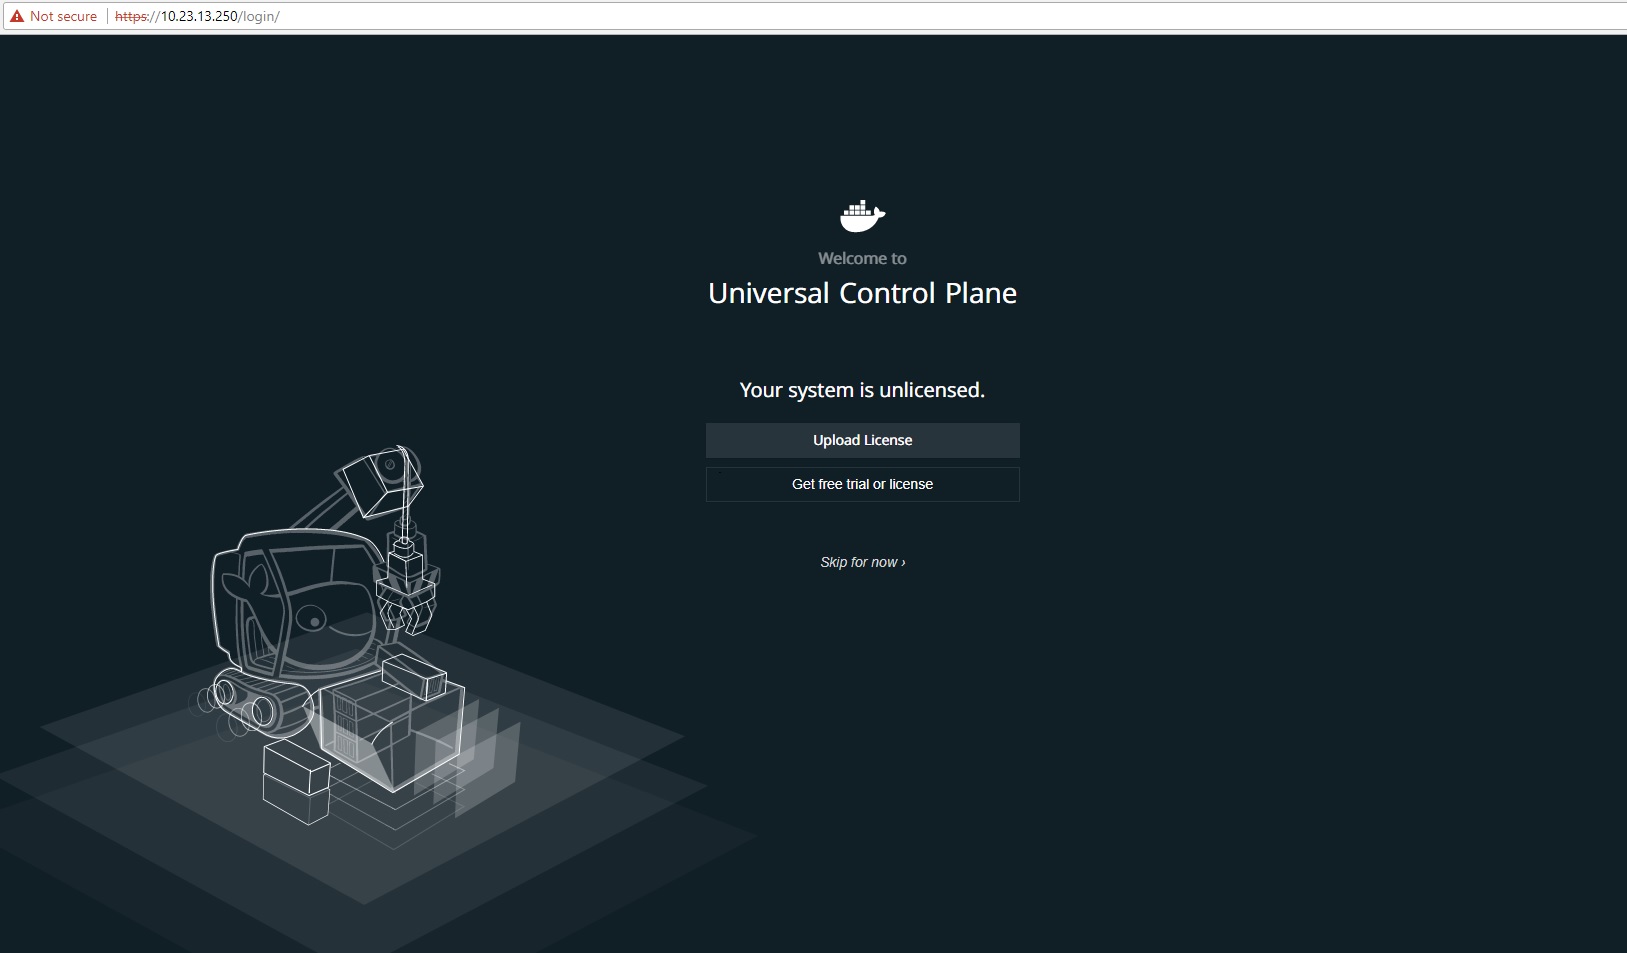 Not secure https://10.23.13.250/login/
Welcome to
Universal Control Plane
Your system is unlicensed.
Upload License
Get free trial or license
Skip for now ›